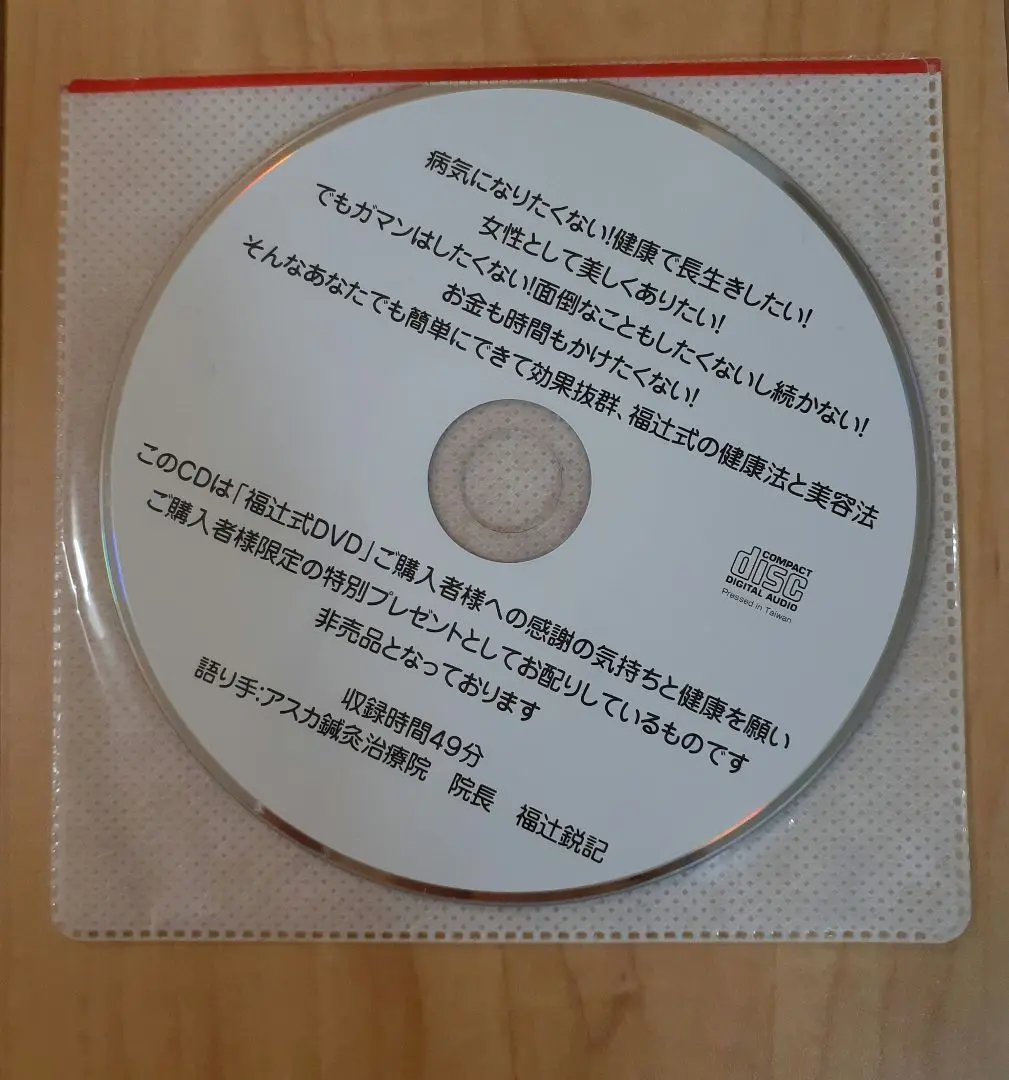 病気になりたくない!健康で長生きしたい!
女性として美しくありたい!
でもガマンはしたくない!面倒なこともしたくないし続かない!
お金も時間もかけたくない!
そんなあなたでも簡単にできて効果抜群、福辻式の健康法と美容法
COMPACT
disc
DIGITAL AUDIO
Pressed in Taiwan
このCDは「福辻式DVD」ご購入者様への感謝の気持ちと健康を願い
ご購入者様限定の特別プレゼントとしてお配りしているものです
非売品となっております
収録時間49分
語り手:アスカ鍼灸治療院 院長 福辻鋭記